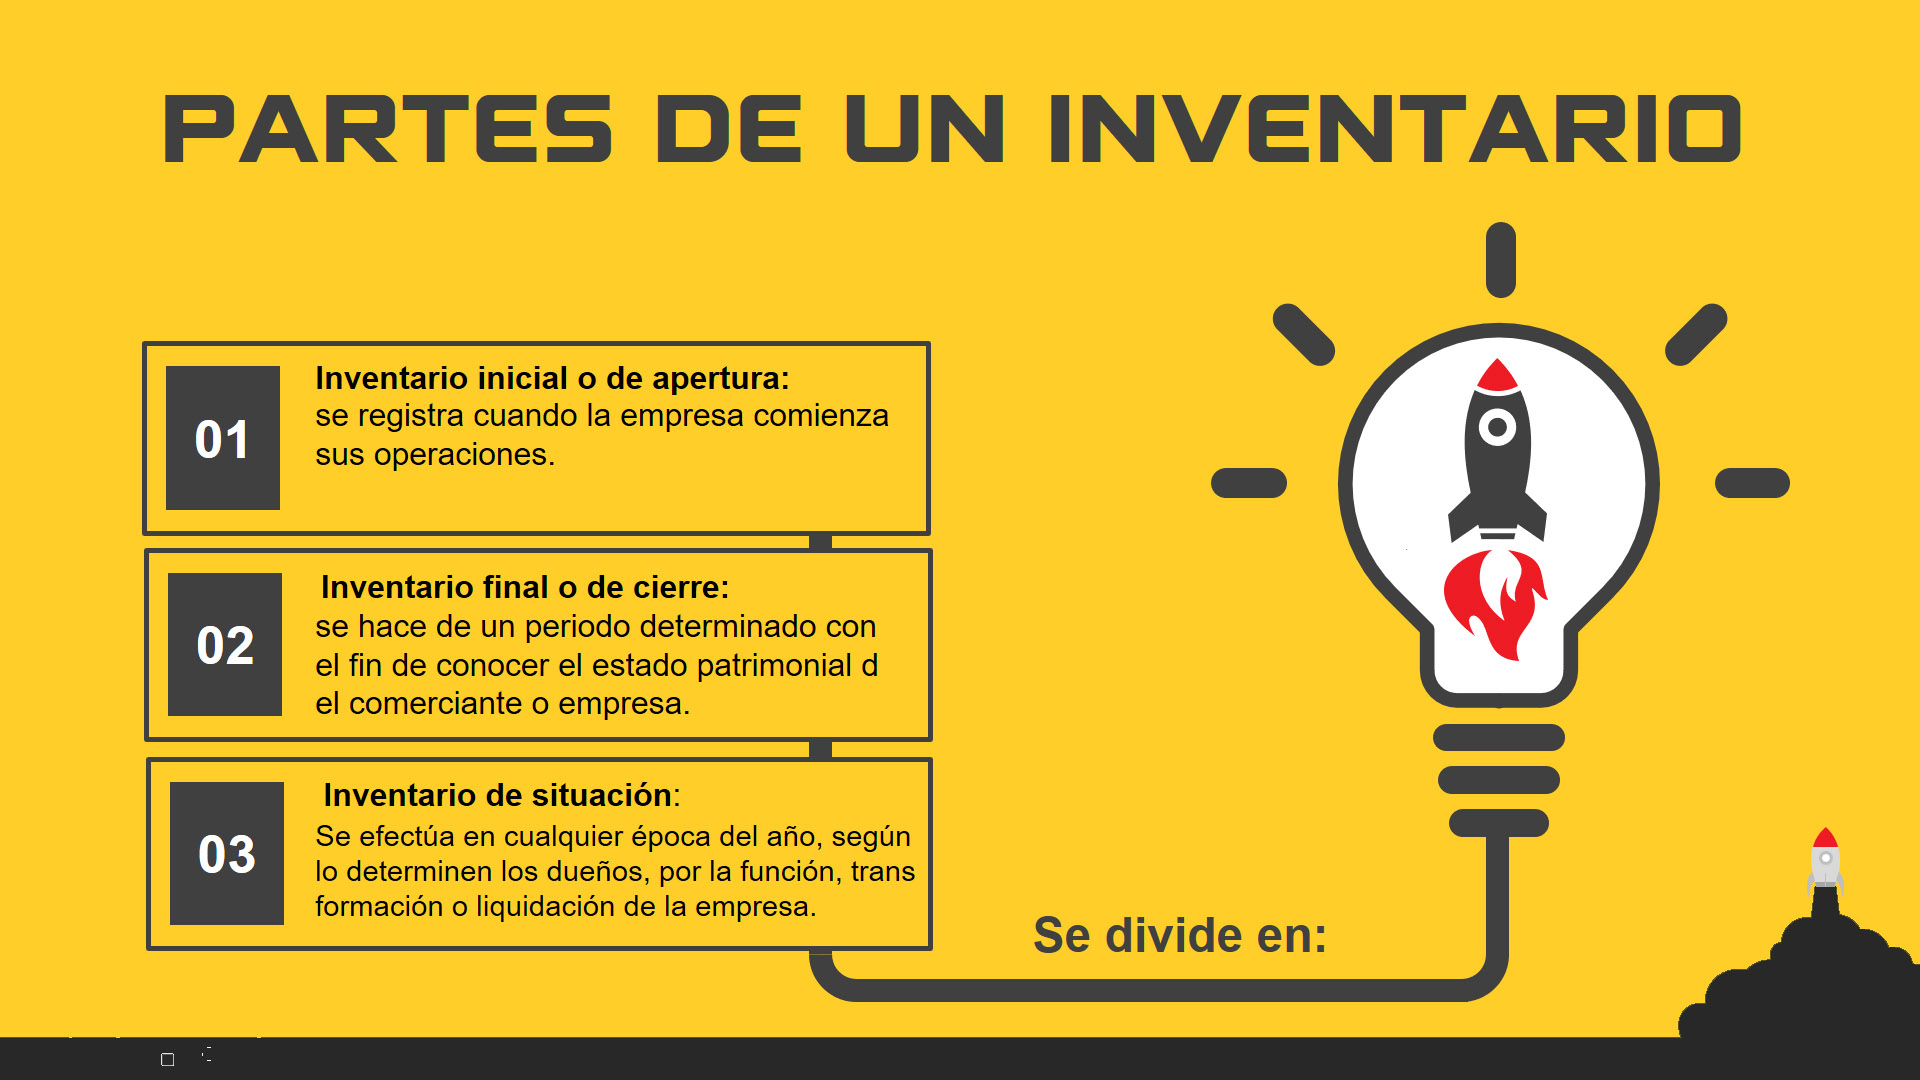 PARTES DE UN INVENTARIO
01
Inventario inicial o de apertura:
se registra cuando la empresa comienza
sus operaciones.
02
Inventario final o de cierre:
se hace de un periodo determinado con
el fin de conocer el estado patrimonial d
el comerciante o empresa.
03
Inventario de situación:
Se efectúa en cualquier época del año, según
lo determinen los dueños, por la función, trans
formación o liquidación de la empresa.
Se divide en: